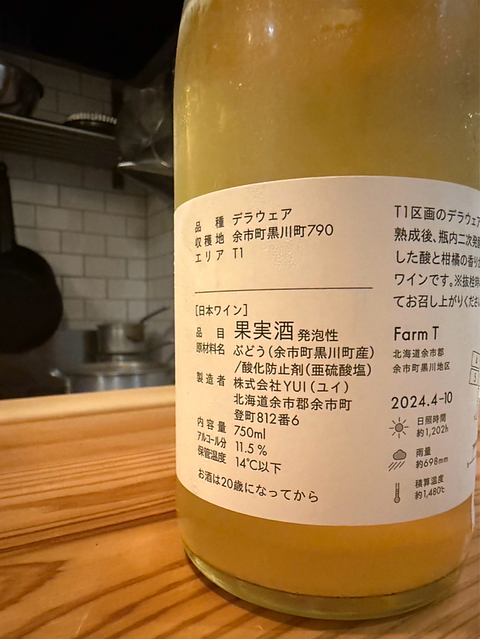 品種 デラウェア
収穫地 余市町黒川町790
エリア T1
[日本ワイン]
品目 果実酒 発泡性
原材料名 ぶどう(余市町黒川町産)
/酸化防止剤(亜硫酸塩)
製造者 株式会社YUI(ユイ)
北海道余市郡余市町
登町812番6
内容量 750ml
アルコール分 11.5%
保管温度 14℃以下
お酒は20歳になってから
T1区画のデラウェア
熟成後、瓶内二次発
した酸と柑橘の香りか
ワインです。※抜栓時
てお召し上がりくださ
Farm T
北海道余市郡
余市町黒川地区
2024.4-10
日照時間
約1,202h
雨量
約698mm
積算温度
約1,480℃